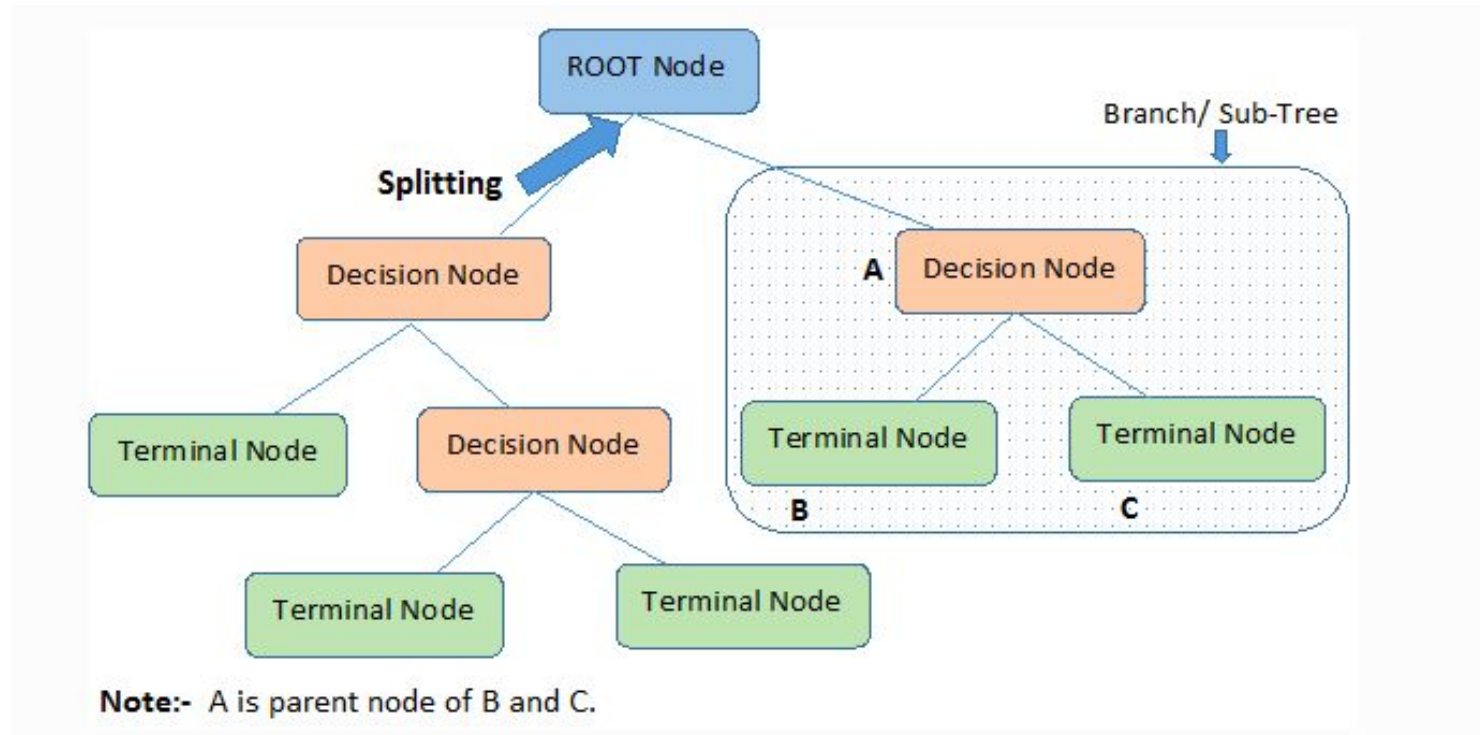 ROOT Node
Branch/ Sub-Tree
Splitting
Decision Node
A
Decision Node
Terminal Node
Decision Node
Terminal Node
Terminal Node
B
C
Terminal Node
Terminal Node
Note:- A is parent node of B and C.